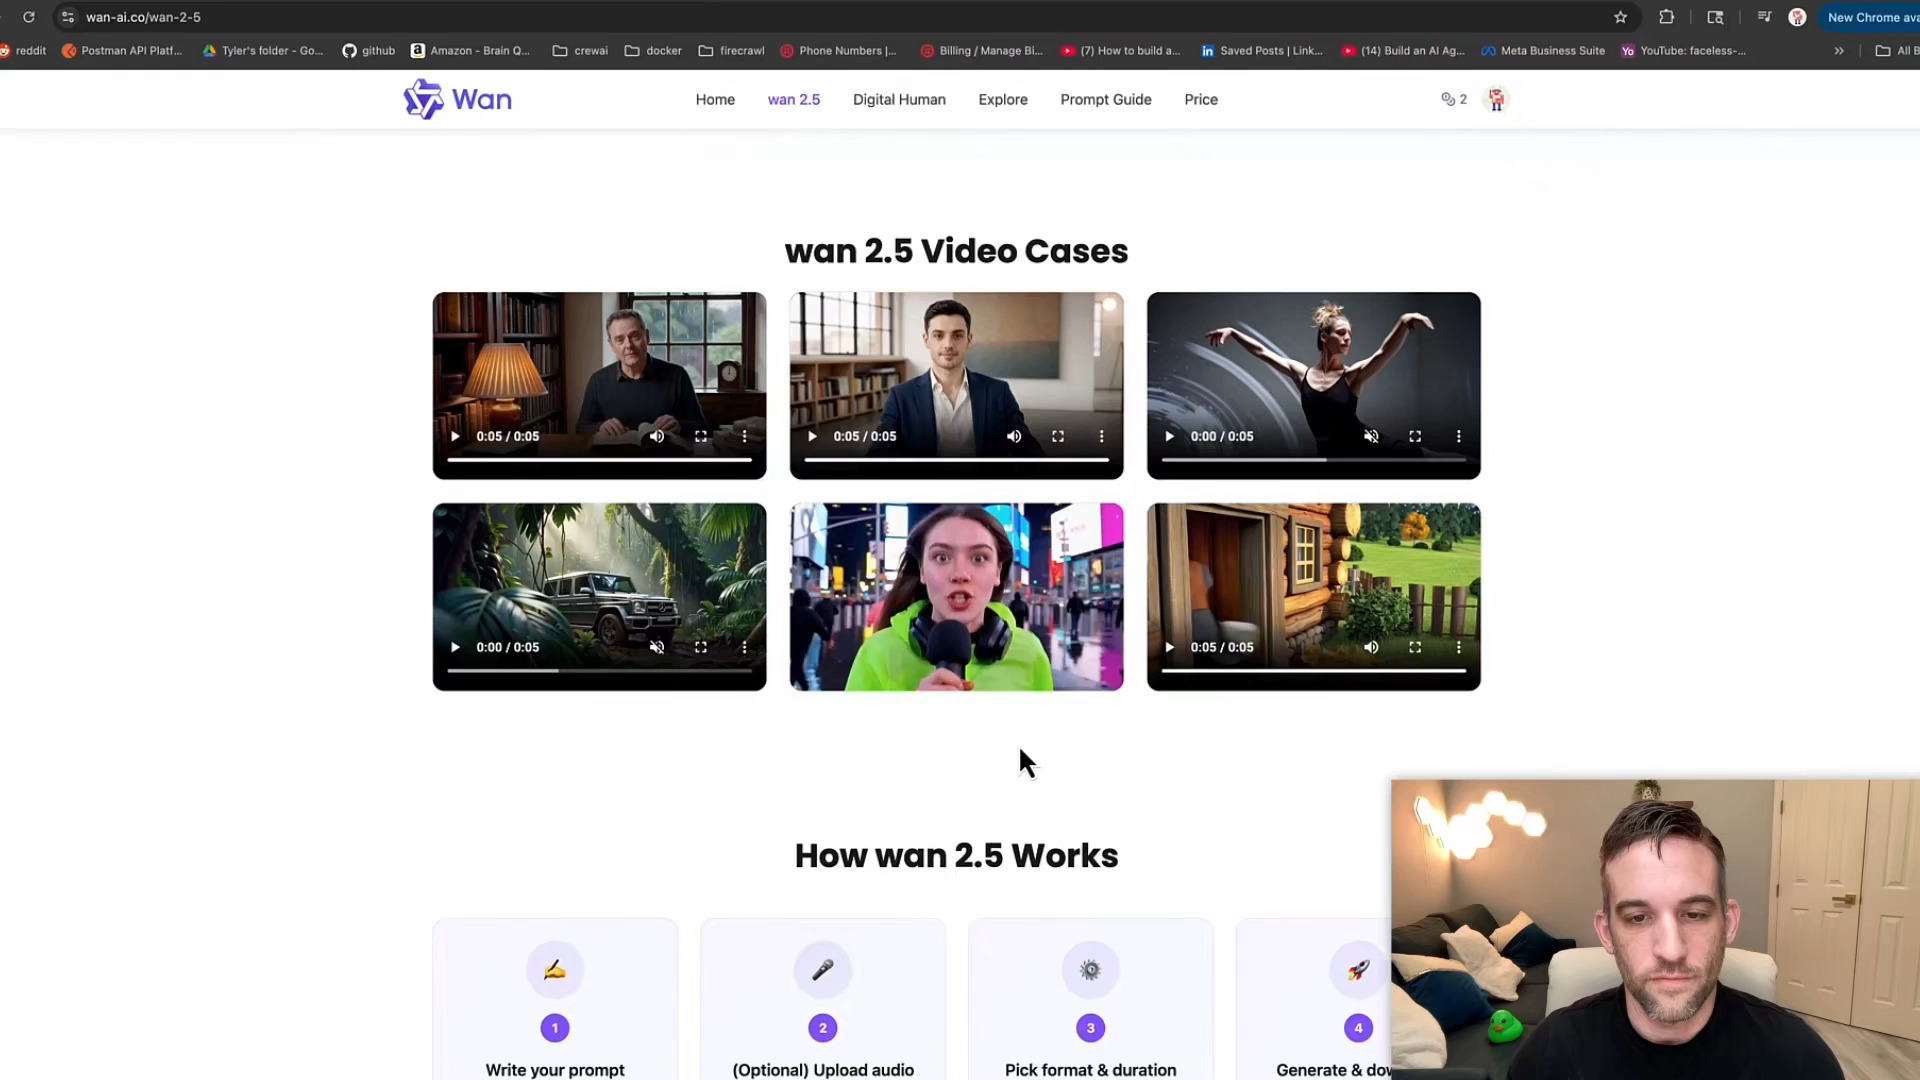 wan-ai.co/wan-2-5
New Chrome ava
reddit
Postman API Platf...
Tyler's folder - Go...
github
Amazon - Brain Q...
crewai
docker
firecrawl
Phone Numbers |...
Billing / Manage Bi...
(7) How to build a...
Saved Posts | Link...
(14) Build an AI Ag...
Meta Business Suite
YouTube: faceless-...
»
All B
Wan
Home
wan 2.5
Digital Human
Explore
Prompt Guide
Price
2
wan 2.5 Video Cases
0:05 / 0:05
0:05 / 0:05
0:00 / 0:05
0:00 / 0:05
0:05 / 0:05
How wan 2.5 Works
1
2
3
4
Write your prompt
(Optional) Upload audio
Pick format & duration
Generate & dow